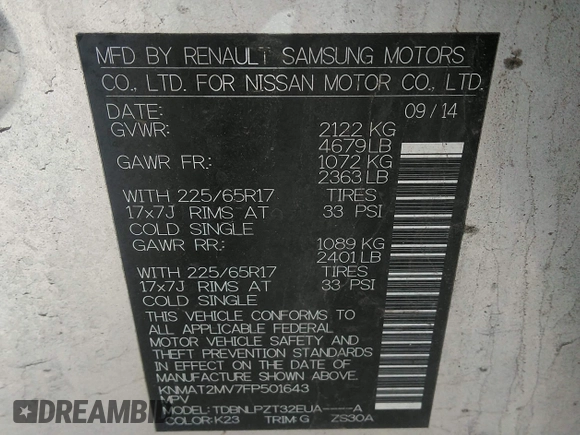 MFD BY RENAULT SAMSUNG MOTORS
CO., LTD. FOR NISSAN MOTOR CO., LTD.
DATE: 09/14
GVWR: 2122 KG
4679LB
GAWR FR.: 1072 KG
2363 LB
WITH 225/65R17 TIRES
17x7J RIMS AT 33 PSI
COLD SINGLE
GAWR RR.: 1089 KG
2401 LB
WITH 225/65R17 TIRES
17x7J RIMS AT 33 PSI
COLD SINGLE
THIS VEHICLE CONFORMS TO
ALL APPLICABLE FEDERAL
MOTOR VEHICLE SAFETY AND
THEFT PREVENTION STANDARDS
IN EFFECT ON THE DATE OF
MANUFACTURE SHOWN ABOVE.
KNMAT2MV7FP501643
MPV
MODEL: TDBNLPZT32EUA-----A
COLOR: K23 TRIM: G ZS30A
EPICVIN